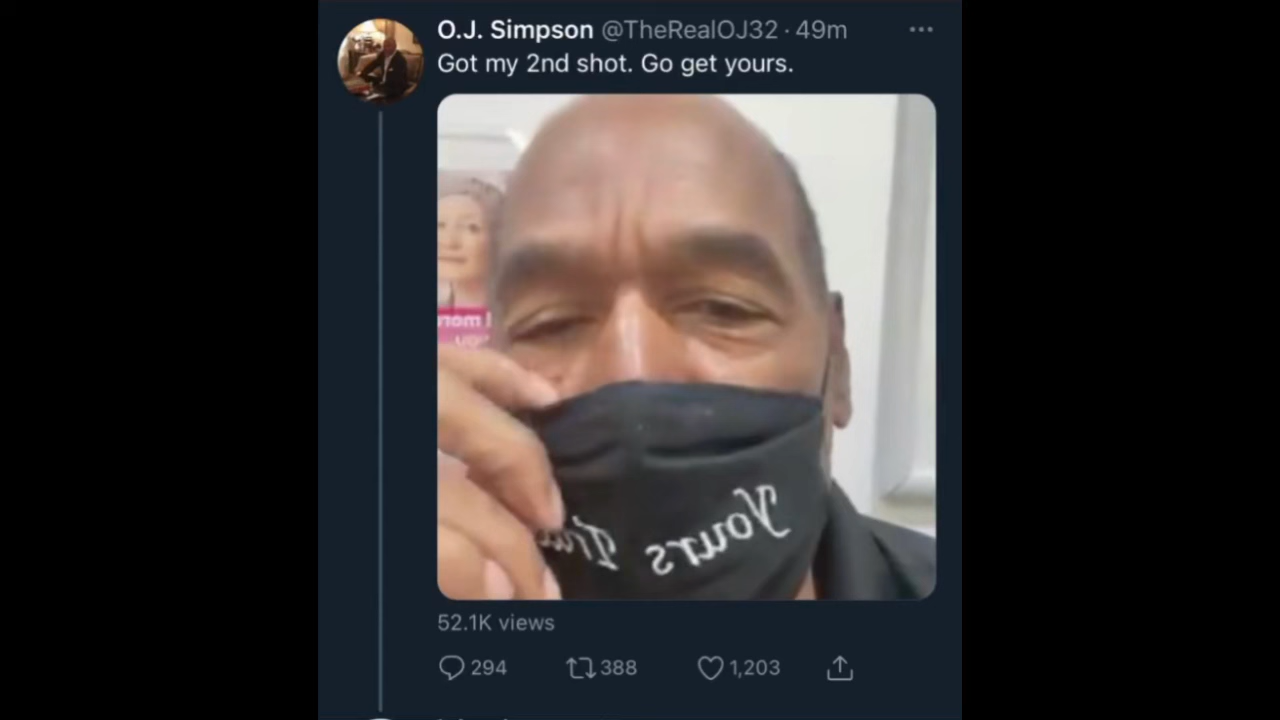 O.J. Simpson @TheRealOJ32 · 49m
Got my 2nd shot. Go get yours.
Yours
52.1K views
294 388 1,203